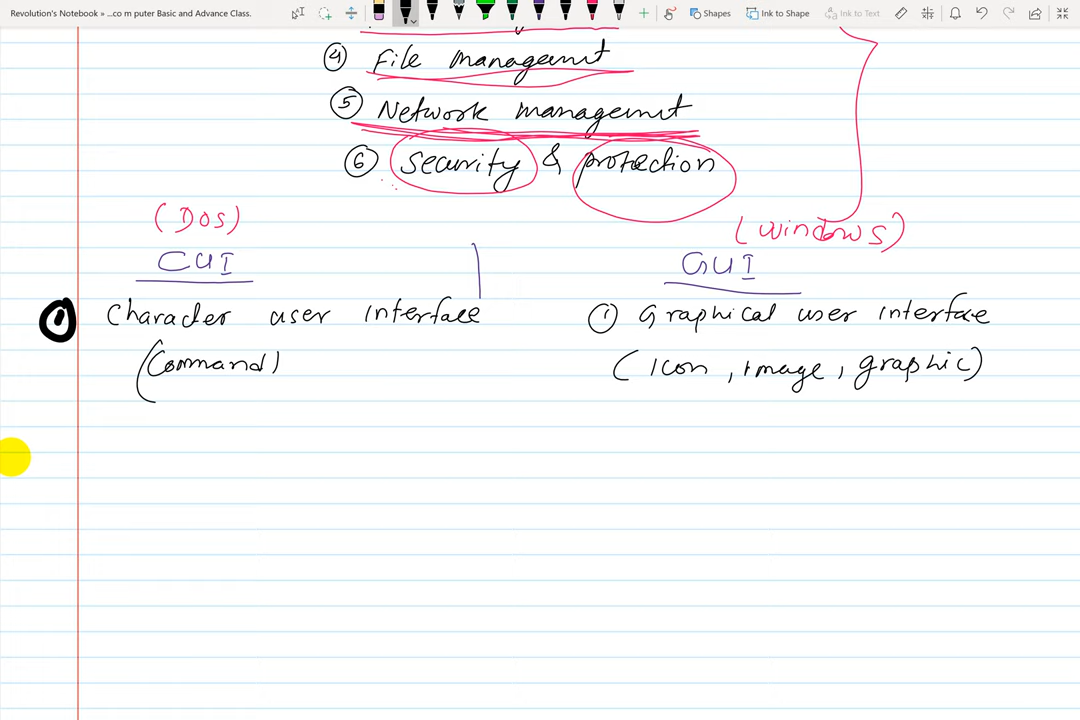 Revolution's Notebook » ...co m puter Basic and Advance Class.
Shapes
Ink to Shape
Ink to Text
④ File management
⑤ Network management
⑥ security & protection
(DOS)
(windows)
CUI
GUI
① Character user interface
① Graphical user interface
(Command)
(Icon, image, graphic)